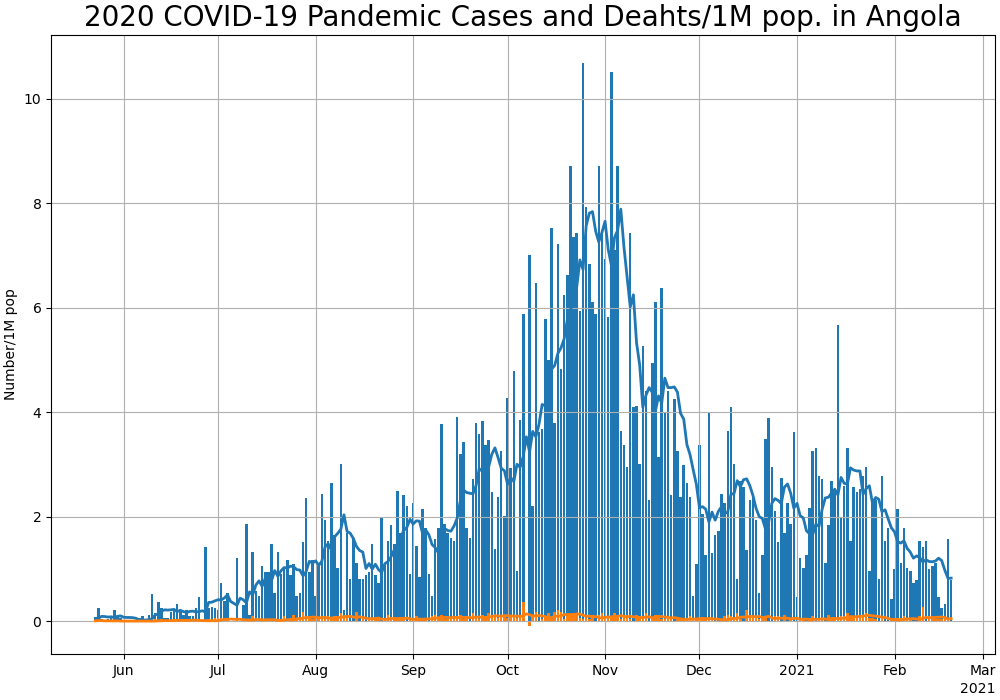 2020 COVID-19 Pandemic Cases and Deahts/1M pop. in Angola
Number/1M pop
10
8
6
4
2
0
Jun Jul Aug Sep Oct Nov Dec 2021 Feb Mar
2021